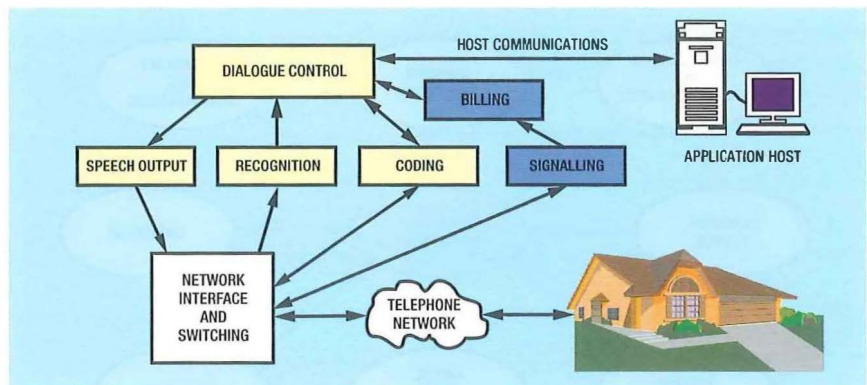 HOST COMMUNICATIONS
DIALOGUE CONTROL
BILLING
APPLICATION HOST
SPEECH OUTPUT
RECOGNITION
CODING
SIGNALLING
NETWORK
INTERFACE
AND
SWITCHING
TELEPHONE
NETWORK